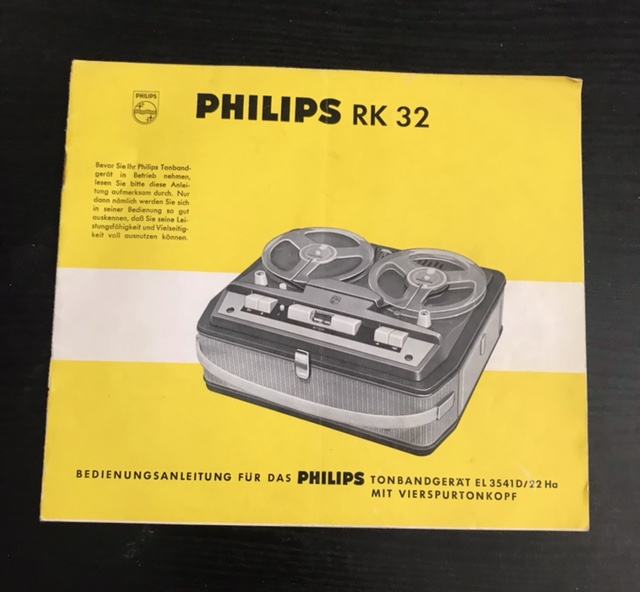 PHILIPS
PHILIPS RK 32
Bevor Sie Ihr Philips Tonband-
gerät in Betrieb nehmen,
lesen Sie bitte diese Anlei-
tung aufmerksam durch. Nur
dann nämlich werden Sie sich
in seiner Bedienung so gut
auskennen, daß Sie seine Lei-
stungsfähigkeit und Vielseitig-
keit voll ausnutzen können.
BEDIENUNGSANLEITUNG FÜR DAS PHILIPS TONBANDGERÄT EL 3541D/22 Ha
MIT VIERSPURTONKOPF